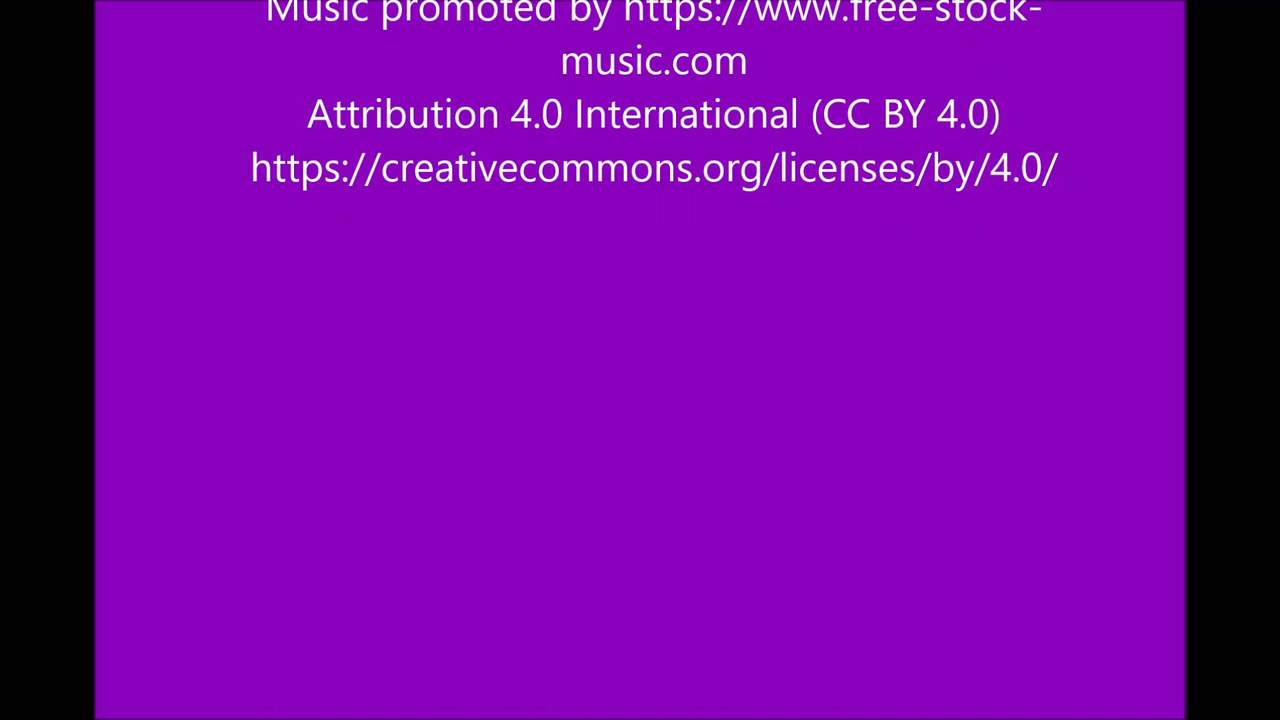 Music promoted by https://www.free-stock-
music.com
Attribution 4.0 International (CC BY 4.0)
https://creativecommons.org/licenses/by/4.0/